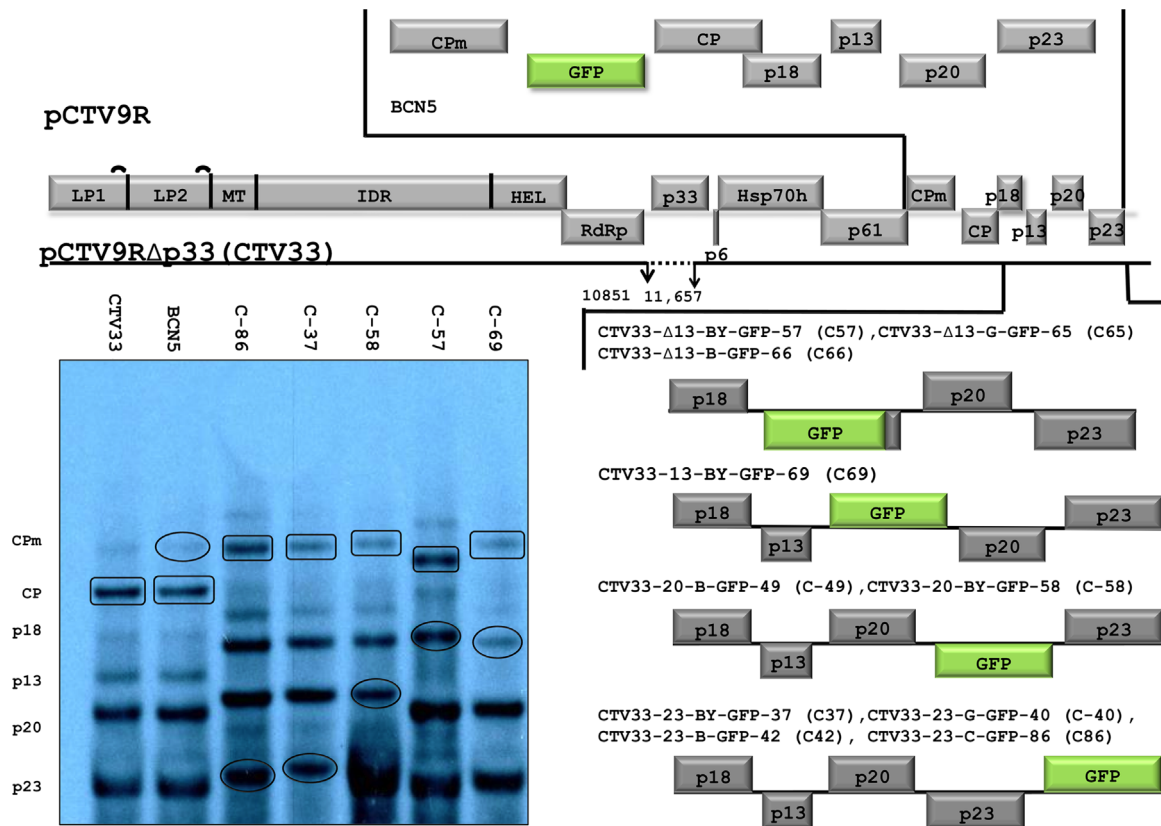 CPm CP p13 p23
GFP p18 p20
BCN5
pCTV9R
LP1 LP2 MT IDR HEL p33 Hsp70h CPm p18 p20
RdRp p6 p61 CP p13 p23
pCTV9RΔp33(CTV33)
10851 11,657
CTV33 BCN5 C-86 C-37 C-58 C-57 C-69
CPm
CP
p18
p13
p20
p23
CTV33-Δ13-BY-GFP-57 (C57),CTV33-Δ13-G-GFP-65 (C65)
CTV33-Δ13-B-GFP-66 (C66)
p18 p20
GFP p23
CTV33-13-BY-GFP-69 (C69)
p18 GFP p23
p13 p20
CTV33-20-B-GFP-49 (C-49),CTV33-20-BY-GFP-58 (C-58)
p18 p20 p23
p13 GFP
CTV33-23-BY-GFP-37 (C37),CTV33-23-G-GFP-40 (C-40),
CTV33-23-B-GFP-42 (C42), CTV33-23-C-GFP-86 (C86)
p18 p20 GFP
p13 p23